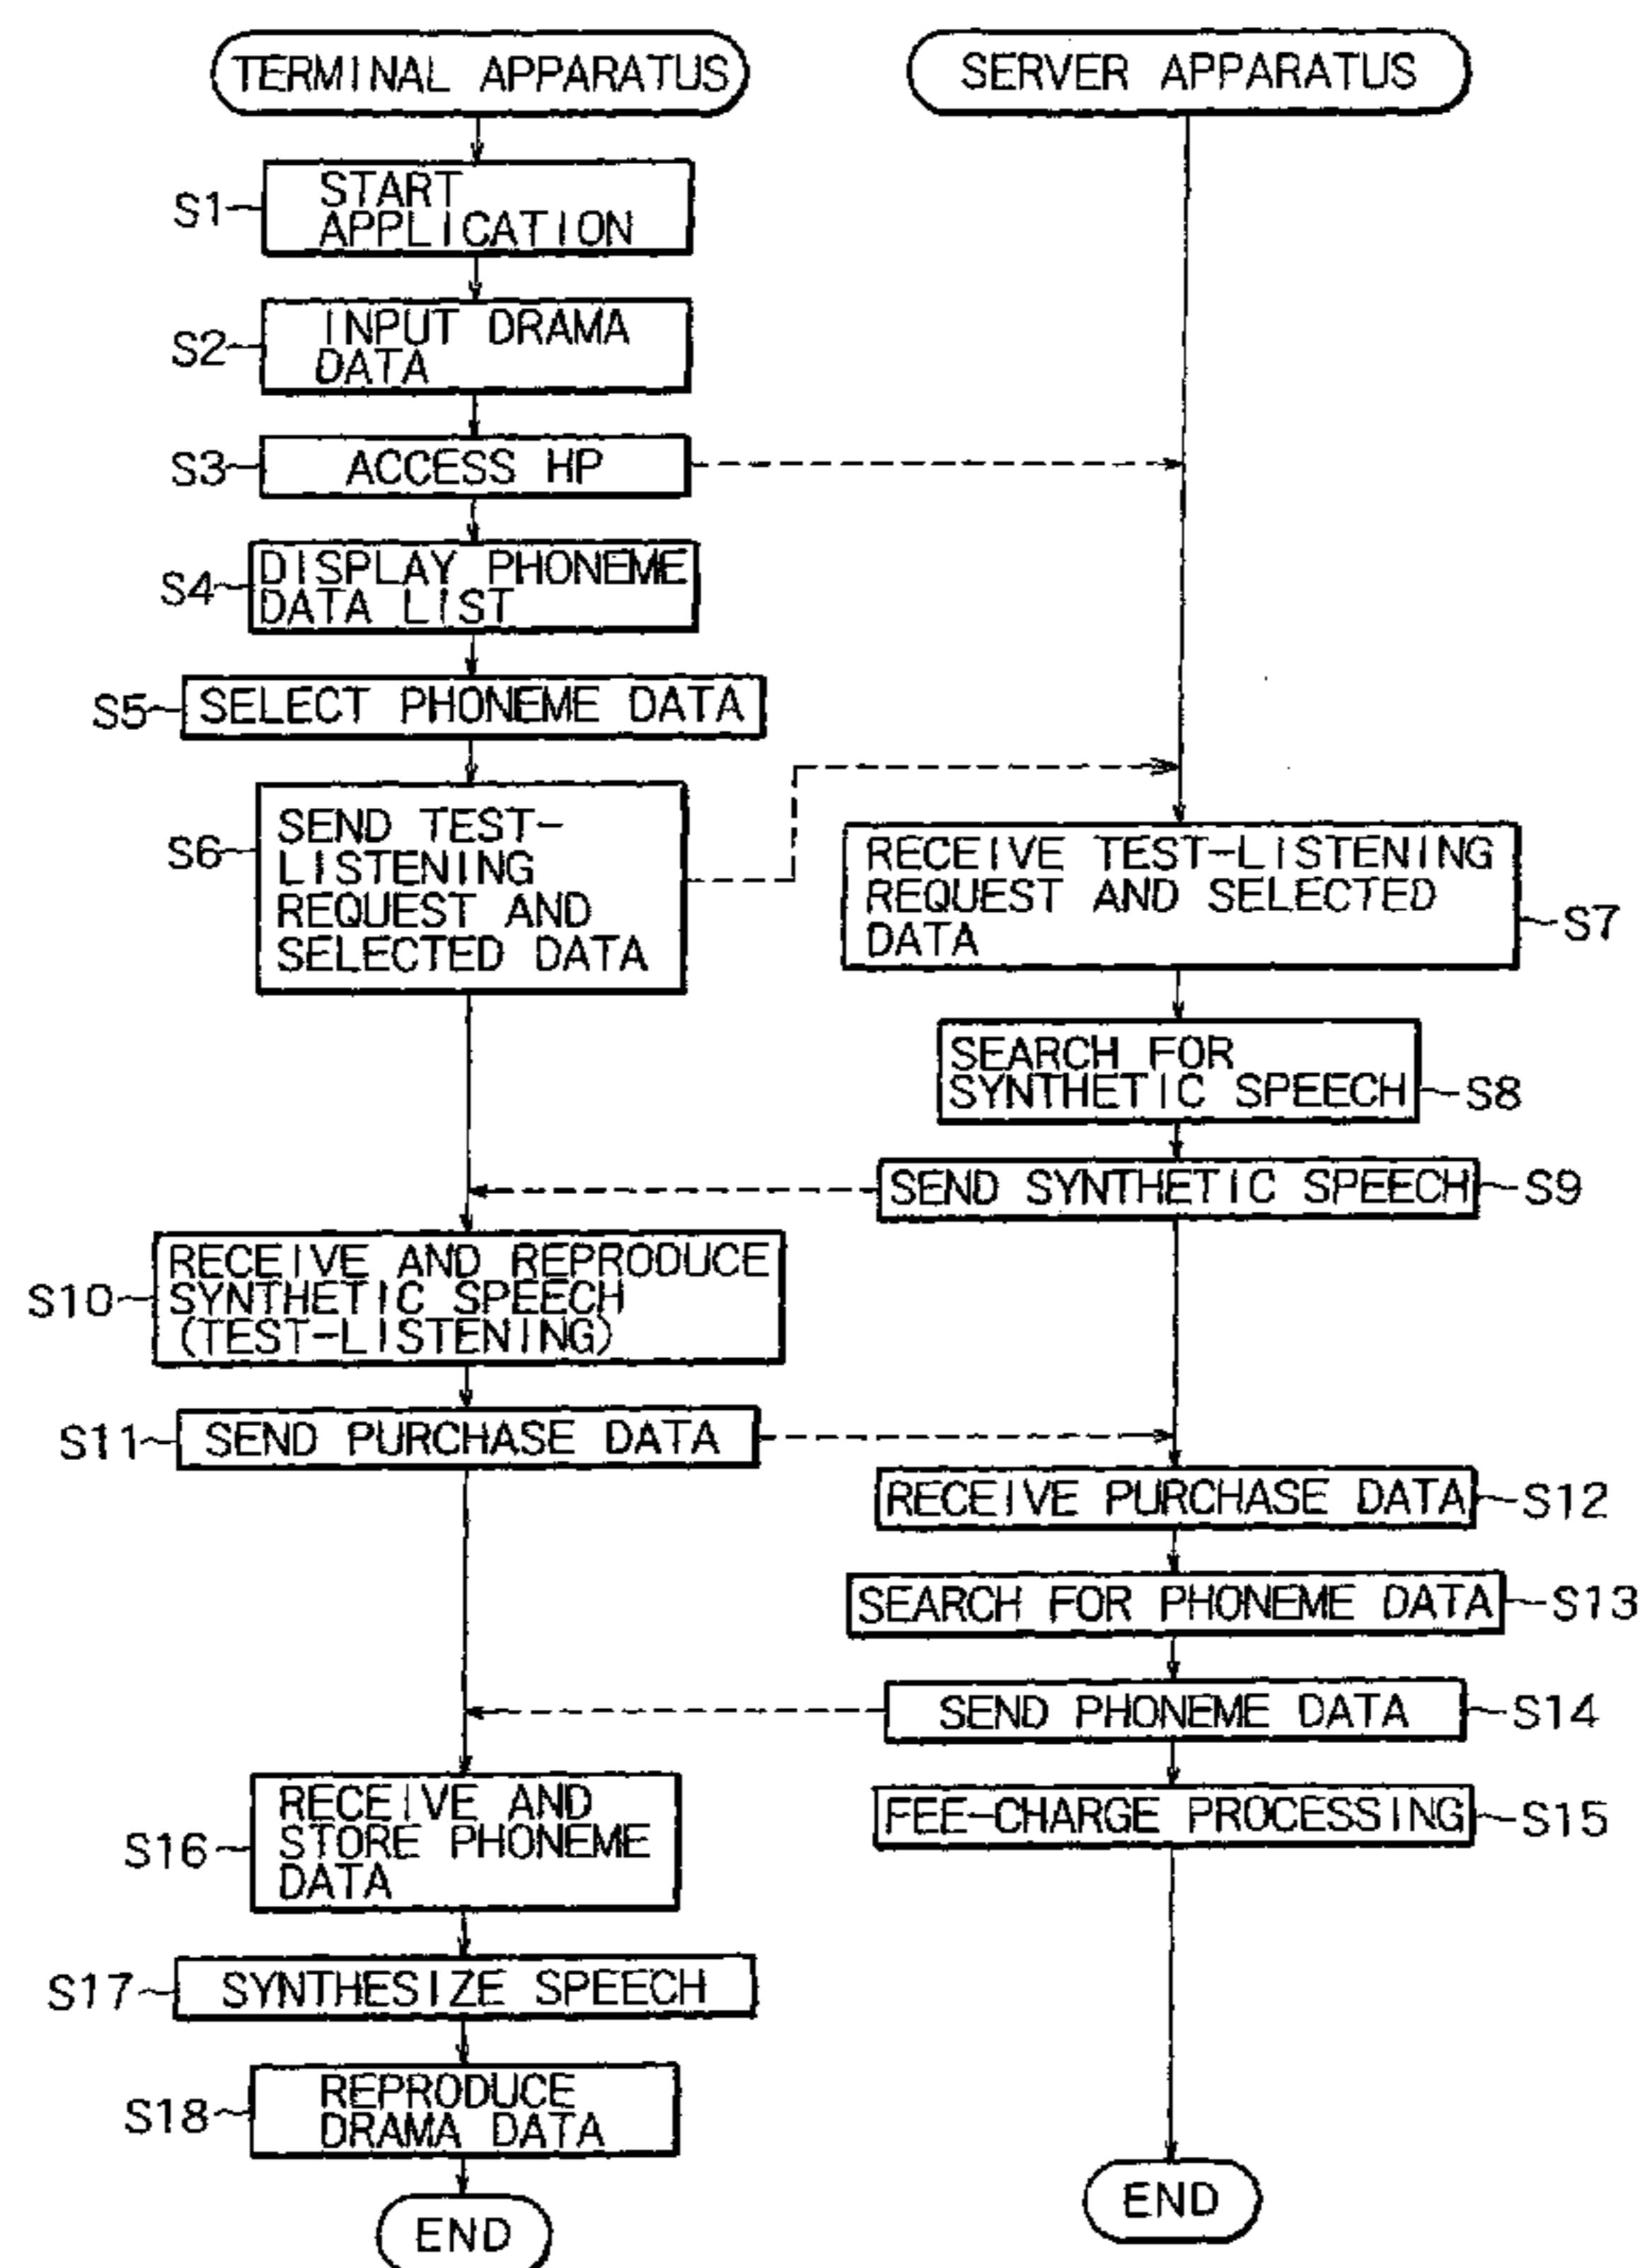 TERMINAL APPARATUS
SERVER APPARATUS
S1
START
APPLICATION
S2
INPUT DRAMA
DATA
S3
ACCESS HP
S4
DISPLAY PHONEME
DATA LIST
S5
SELECT PHONEME DATA
S6
SEND TEST-
LISTENING
REQUEST AND
SELECTED DATA
RECEIVE TEST-LISTENING
REQUEST AND SELECTED
DATA
S7
SEARCH FOR
SYNTHETIC SPEECH
S8
SEND SYNTHETIC SPEECH
S9
S10
RECEIVE AND REPRODUCE
SYNTHETIC SPEECH
(TEST-LISTENING)
S11
SEND PURCHASE DATA
RECEIVE PURCHASE DATA
S12
SEARCH FOR PHONEME DATA
S13
SEND PHONEME DATA
S14
FEE-CHARGE PROCESSING
S15
S16
RECEIVE AND
STORE PHONEME
DATA
S17
SYNTHESIZE SPEECH
S18
REPRODUCE
DRAMA DATA
END
END